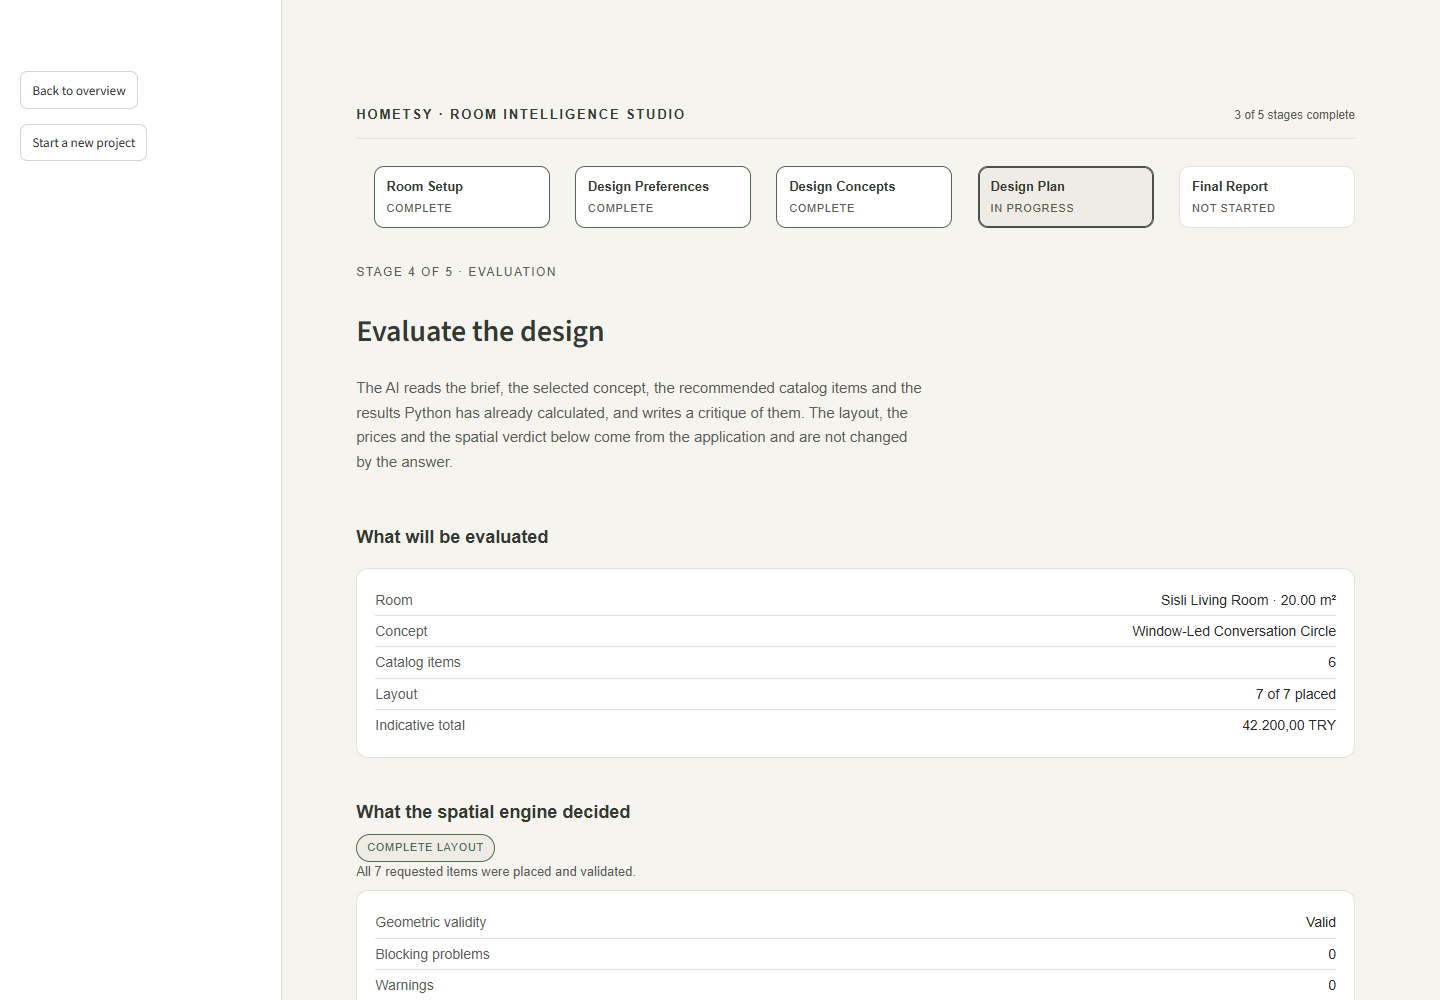 Back to overview
Start a new project
HOMETSY · ROOM INTELLIGENCE STUDIO
3 of 5 stages complete
Room Setup
COMPLETE
Design Preferences
COMPLETE
Design Concepts
COMPLETE
Design Plan
IN PROGRESS
Final Report
NOT STARTED
STAGE 4 OF 5 · EVALUATION
Evaluate the design
The AI reads the brief, the selected concept, the recommended catalog items and the
results Python has already calculated, and writes a critique of them. The layout, the
prices and the spatial verdict below come from the application and are not changed
by the answer.
What will be evaluated
Room Sisli Living Room · 20.00 m²
Concept Window-Led Conversation Circle
Catalog items 6
Layout 7 of 7 placed
Indicative total 42.200,00 TRY
What the spatial engine decided
COMPLETE LAYOUT
All 7 requested items were placed and validated.
Geometric validity Valid
Blocking problems 0
Warnings 0